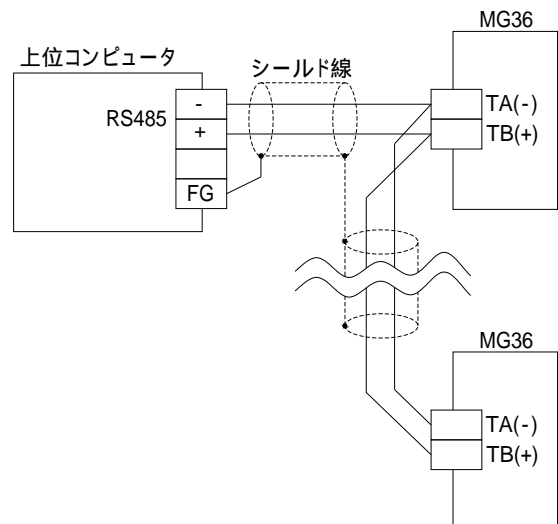 MG36
上位コンピュータ
シールド線
RS485
-
+
FG
TA(-)
TB(+)
MG36
TA(-)
TB(+)